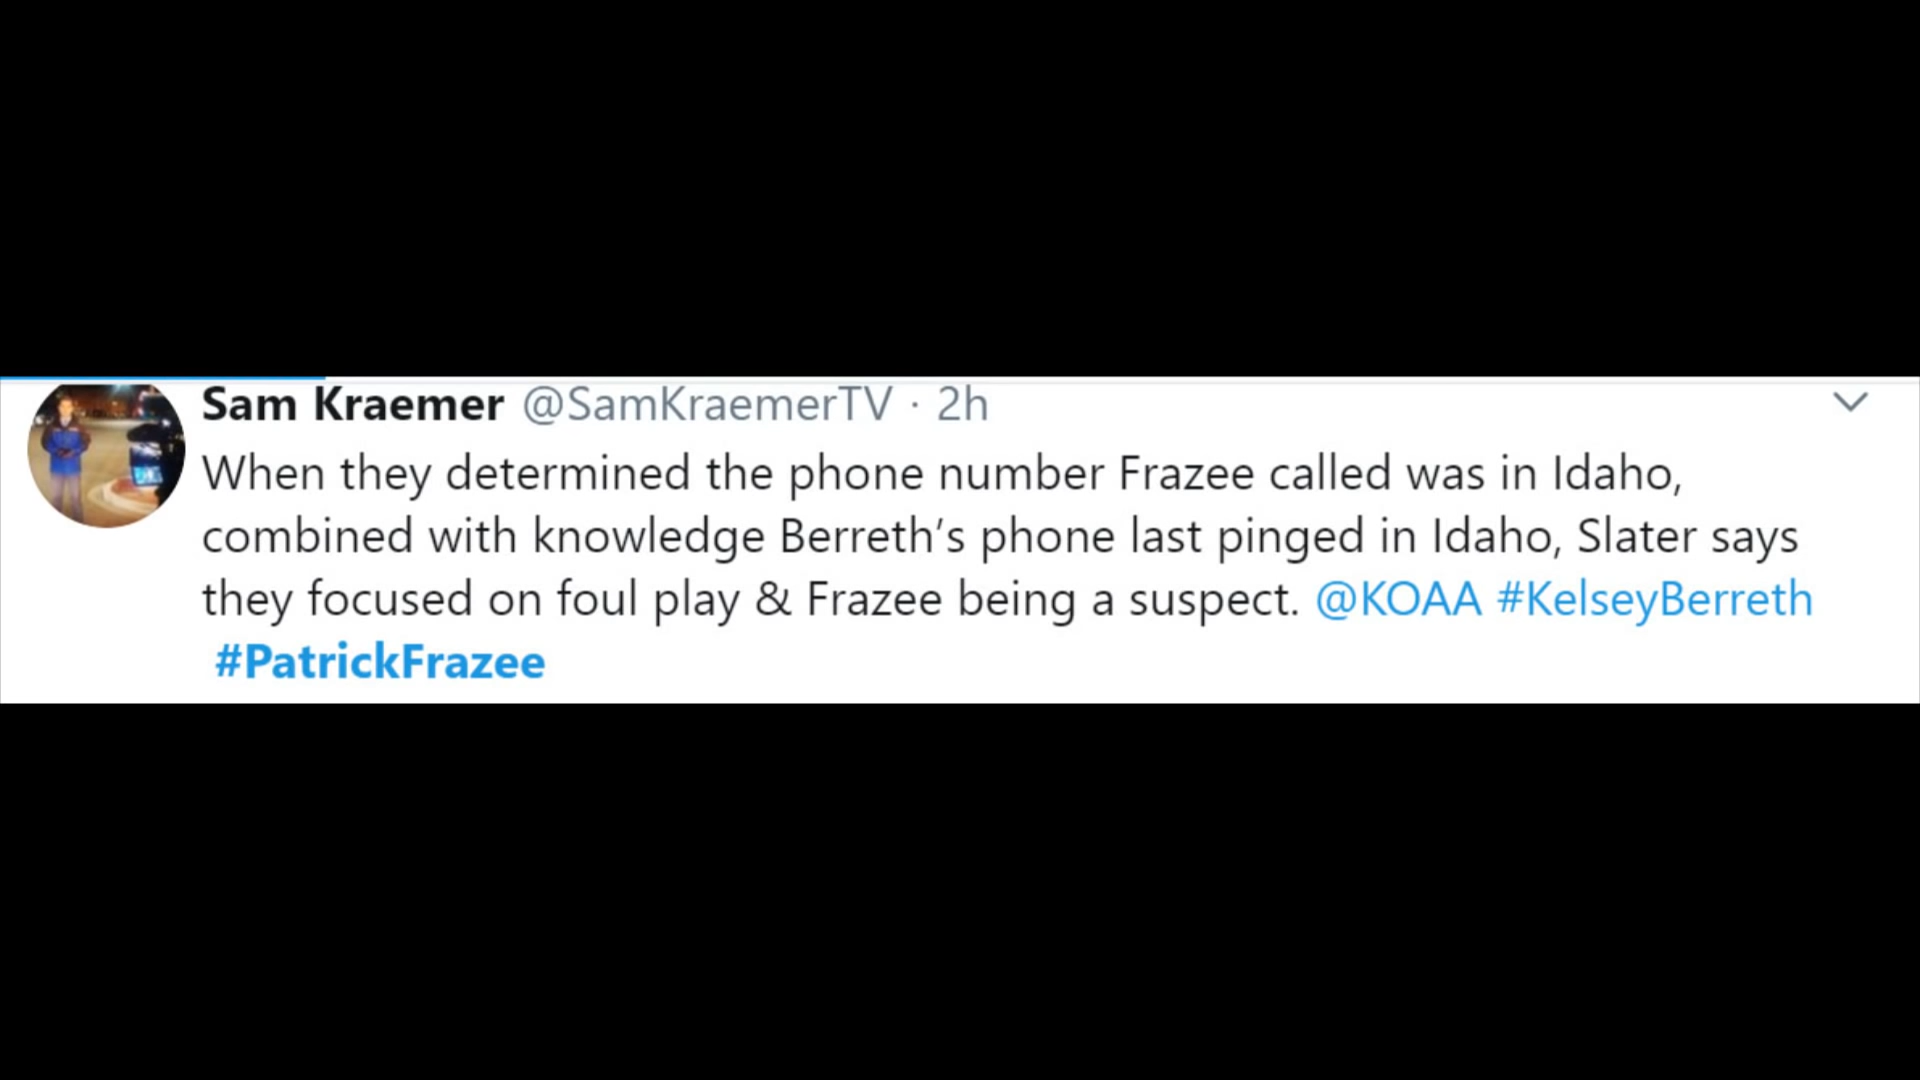 Sam Kraemer @SamKraemerTV · 2h
When they determined the phone number Frazee called was in Idaho,
combined with knowledge Berreth’s phone last pinged in Idaho, Slater says
they focused on foul play & Frazee being a suspect. @KOAA #KelseyBerreth
#PatrickFrazee